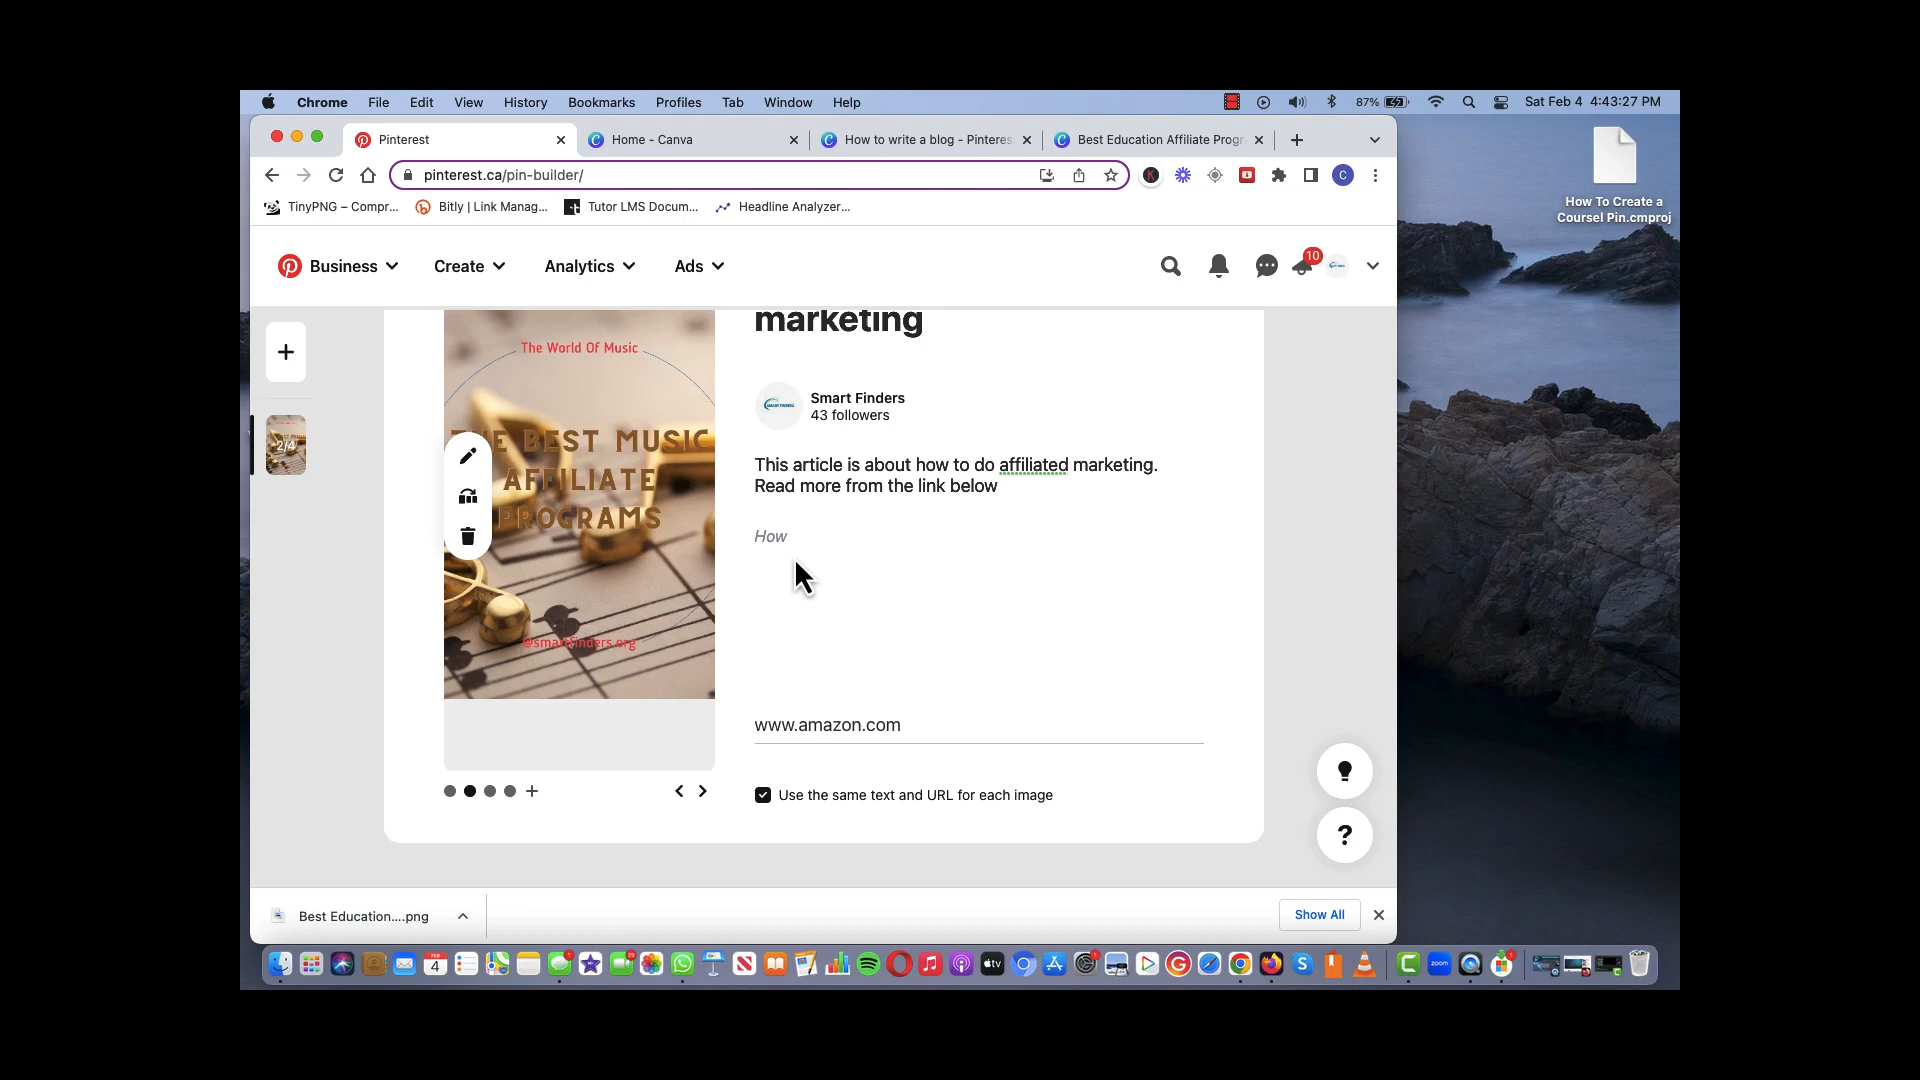 Chrome File Edit View History Bookmarks Profiles Tab Window Help 87% Sat Feb 4 4:43:27 PM
Pinterest Home - Canva How to write a blog - Pinteres Best Education Affiliate Progr
pinterest.ca/pin-builder/
TinyPNG – Compr... Bitly | Link Manag... Tutor LMS Docum... Headline Analyzer...
How To Create a
Coursel Pin.cmproj
Business Create Analytics Ads 10
marketing
The World Of Music
Smart Finders
43 followers
2/4
THE BEST MUSIC
AFFILIATE
PROGRAMS
@smartfinders.org
This article is about how to do affiliated marketing.
Read more from the link below
How
www.amazon.com
Use the same text and URL for each image
?
Best Education....png Show All
FEB
4
tv
zoom